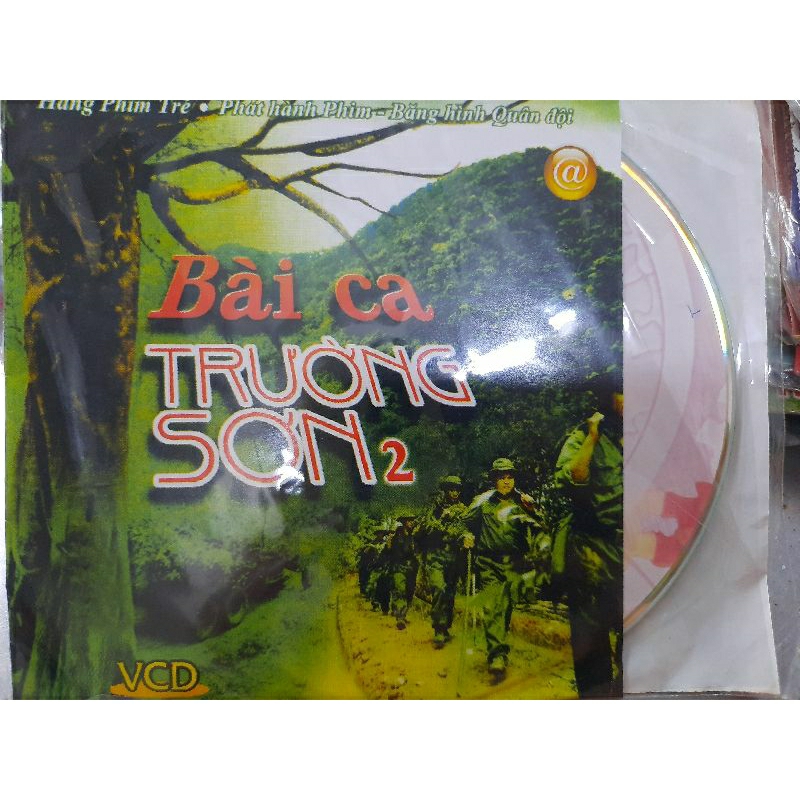 Hãng Phim Trẻ • Phát hành Phim - Băng hình Quân đội
@
Bài ca
TRƯỜNG
SƠN 2
VCD